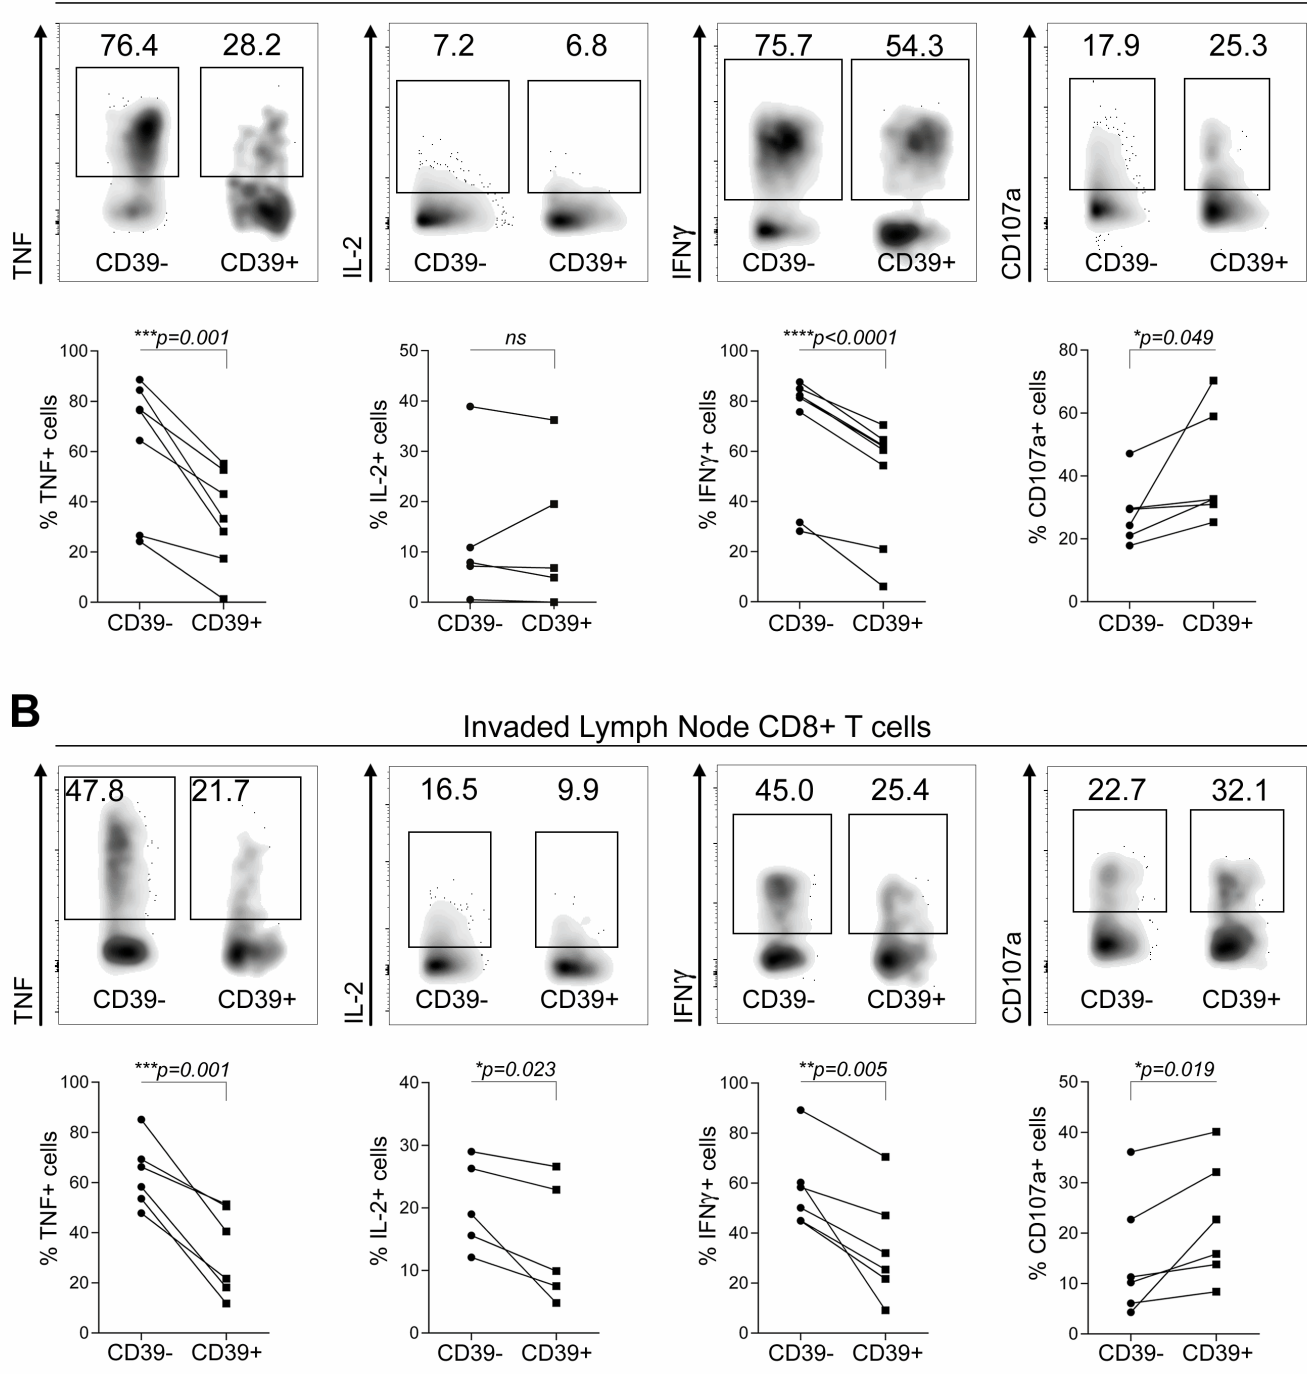 76.4 28.2 7.2 6.8 75.7 54.3 17.9 25.3
TNF IL-2 IFNγ CD107a
CD39- CD39+ CD39- CD39+ CD39- CD39+ CD39- CD39+
***p=0.001 ns ****p<0.0001 *p=0.049
% TNF+ cells
100
80
60
40
20
0
CD39- CD39+
% IL-2+ cells
50
40
30
20
10
0
CD39- CD39+
% IFNγ+ cells
100
80
60
40
20
0
CD39- CD39+
% CD107a+ cells
80
60
40
20
0
CD39- CD39+
B
Invaded Lymph Node CD8+ T cells
47.8 21.7 16.5 9.9 45.0 25.4 22.7 32.1
TNF IL-2 IFNγ CD107a
CD39- CD39+ CD39- CD39+ CD39- CD39+ CD39- CD39+
***p=0.001 *p=0.023 **p=0.005 *p=0.019
% TNF+ cells
100
80
60
40
20
0
CD39- CD39+
% IL-2+ cells
40
30
20
10
0
CD39- CD39+
% IFNγ+ cells
100
80
60
40
20
0
CD39- CD39+
% CD107a+ cells
50
40
30
20
10
0
CD39- CD39+